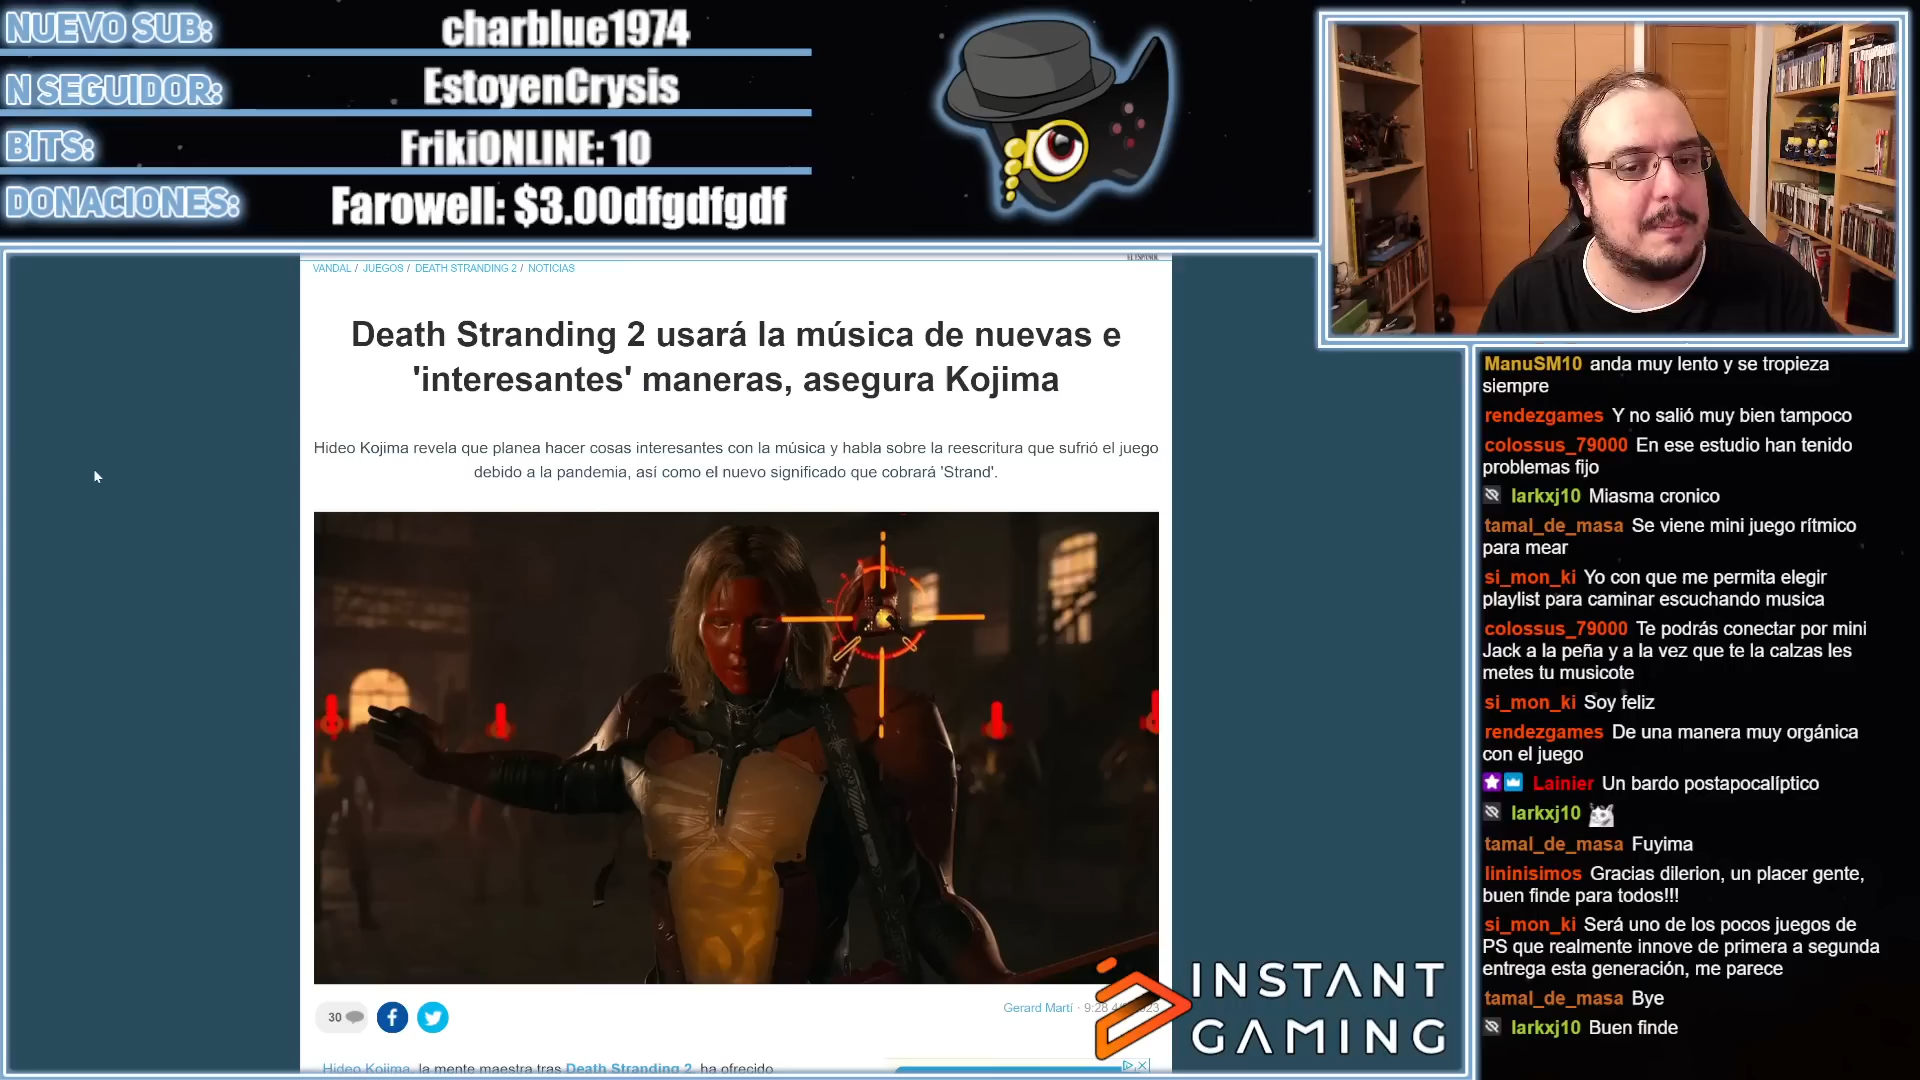 NUEVO SUB: charblue1974
N SEGUIDOR: EstoyenCrysis
BITS: FrikiONLINE: 10
DONACIONES: Farowell: $3.00dfgdfgdf
EL ESPAÑOL
VANDAL / JUEGOS / DEATH STRANDING 2 / NOTICIAS
Death Stranding 2 usará la música de nuevas e
'interesantes' maneras, asegura Kojima
Hideo Kojima revela que planea hacer cosas interesantes con la música y habla sobre la reescritura que sufrió el juego
debido a la pandemia, así como el nuevo significado que cobrará 'Strand'.
30
Gerard Martí · 9:28
Hideo Kojima, la mente maestra tras Death Stranding 2, ha ofrecido
INSTANT
GAMING
ManuSM10 anda muy lento y se tropieza
siempre
rendezgames Y no salió muy bien tampoco
colossus_79000 En ese estudio han tenido
problemas fijo
larkxj10 Miasma cronico
tamal_de_masa Se viene mini juego rítmico
para mear
si_mon_ki Yo con que me permita elegir
playlist para caminar escuchando musica
colossus_79000 Te podrás conectar por mini
Jack a la peña y a la vez que te la calzas les
metes tu musicote
si_mon_ki Soy feliz
rendezgames De una manera muy orgánica
con el juego
Lainier Un bardo postapocalíptico
larkxj10
tamal_de_masa Fuyima
lininisimos Gracias dilerion, un placer gente,
buen finde para todos!!!
si_mon_ki Será uno de los pocos juegos de
PS que realmente innove de primera a segunda
entrega esta generación, me parece
tamal_de_masa Bye
larkxj10 Buen finde